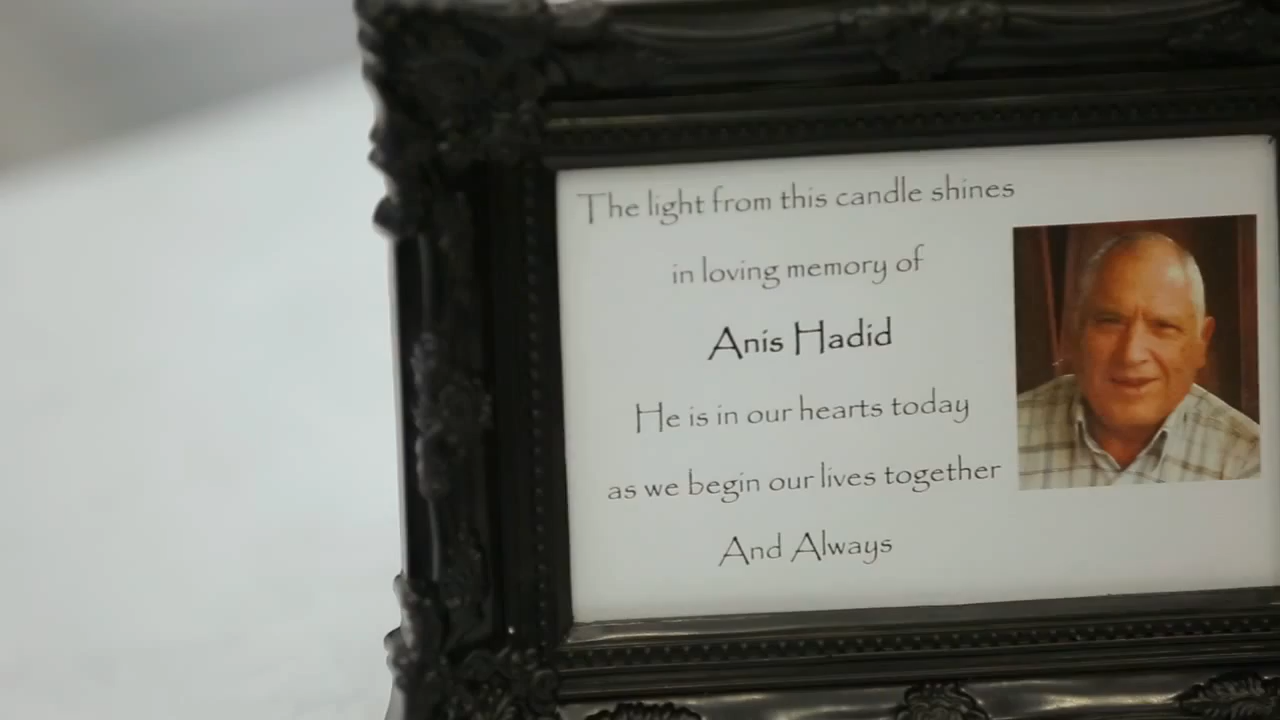 The light from this candle shines
in loving memory of
Anis Hadid
He is in our hearts today
as we begin our lives together
And Always